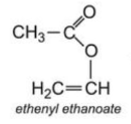 O
CH₃–C
O
H₂C=CH
ethenyl ethanoate